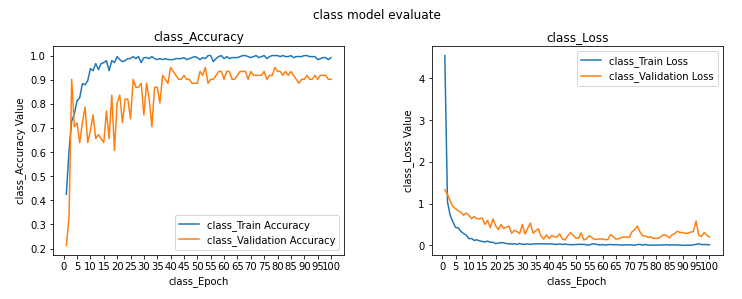 class model evaluate
class_Accuracy
class_Accuracy Value
1.0
0.9
0.8
0.7
0.6
0.5
0.4
0.3
0.2
class_Train Accuracy
class_Validation Accuracy
0 5 10 15 20 25 30 35 40 45 50 55 60 65 70 75 80 85 90 95 100
class_Epoch
class_Loss
class_Loss Value
4
3
2
1
0
class_Train Loss
class_Validation Loss
0 5 10 15 20 25 30 35 40 45 50 55 60 65 70 75 80 85 90 95 100
class_Epoch